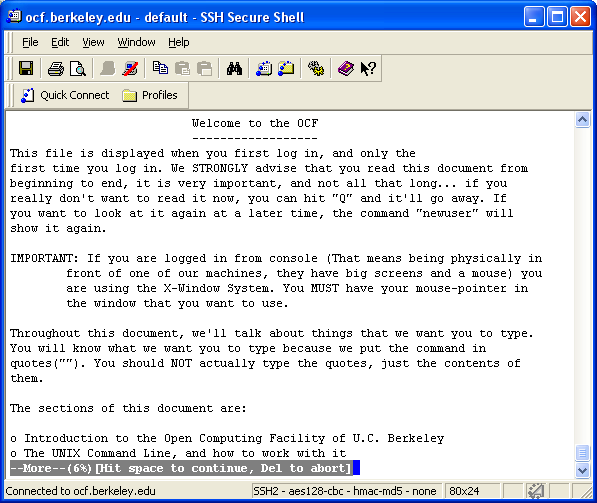 ocf.berkeley.edu - default - SSH Secure Shell
File Edit View Window Help
Quick Connect Profiles
Welcome to the OCF
------------------
This file is displayed when you first log in, and only the
first time you log in. We STRONGLY advise that you read this document from
beginning to end, it is very important, and not all that long... if you
really don't want to read it now, you can hit "Q" and it'll go away. If
you want to look at it again at a later time, the command "newuser" will
show it again.
IMPORTANT: If you are logged in from console (That means being physically in
front of one of our machines, they have big screens and a mouse) you
are using the X-Window System. You MUST have your mouse-pointer in
the window that you want to use.
Throughout this document, we'll talk about things that we want you to type.
You will know what we want you to type because we put the command in
quotes(""). You should NOT actually type the quotes, just the contents of
them.
The sections of this document are:
o Introduction to the Open Computing Facility of U.C. Berkeley
o The UNIX Command Line, and how to work with it
--More--(6%)[Hit space to continue, Del to abort]
Connected to ocf.berkeley.edu SSH2 - aes128-cbc - hmac-md5 - none 80x24